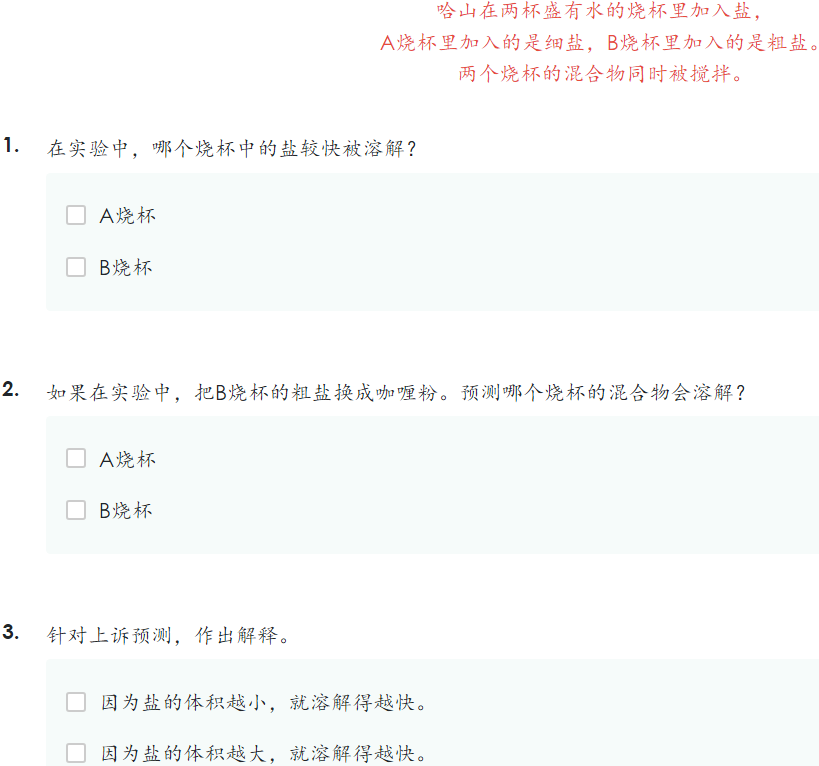 哈山在两杯盛有水的烧杯里加入盐，
A烧杯里加入的是细盐，B烧杯里加入的是粗盐。
两个烧杯的混合物同时被搅拌。
1. 在实验中，哪个烧杯中的盐较快被溶解？
A烧杯
B烧杯
2. 如果在实验中，把B烧杯的粗盐换成咖喱粉。预测哪个烧杯的混合物会溶解？
A烧杯
B烧杯
3. 针对上诉预测，作出解释。
因为盐的体积越小，就溶解得越快。
因为盐的体积越大，就溶解得越快。